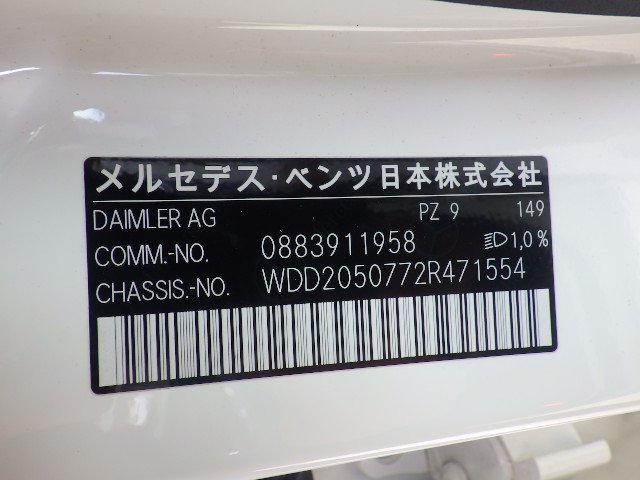 メルセデス・ベンツ日本株式会社
DAIMLER AG PZ 9 149
COMM.-NO. 0883911958 1,0%
CHASSIS.-NO. WDD2050772R471554